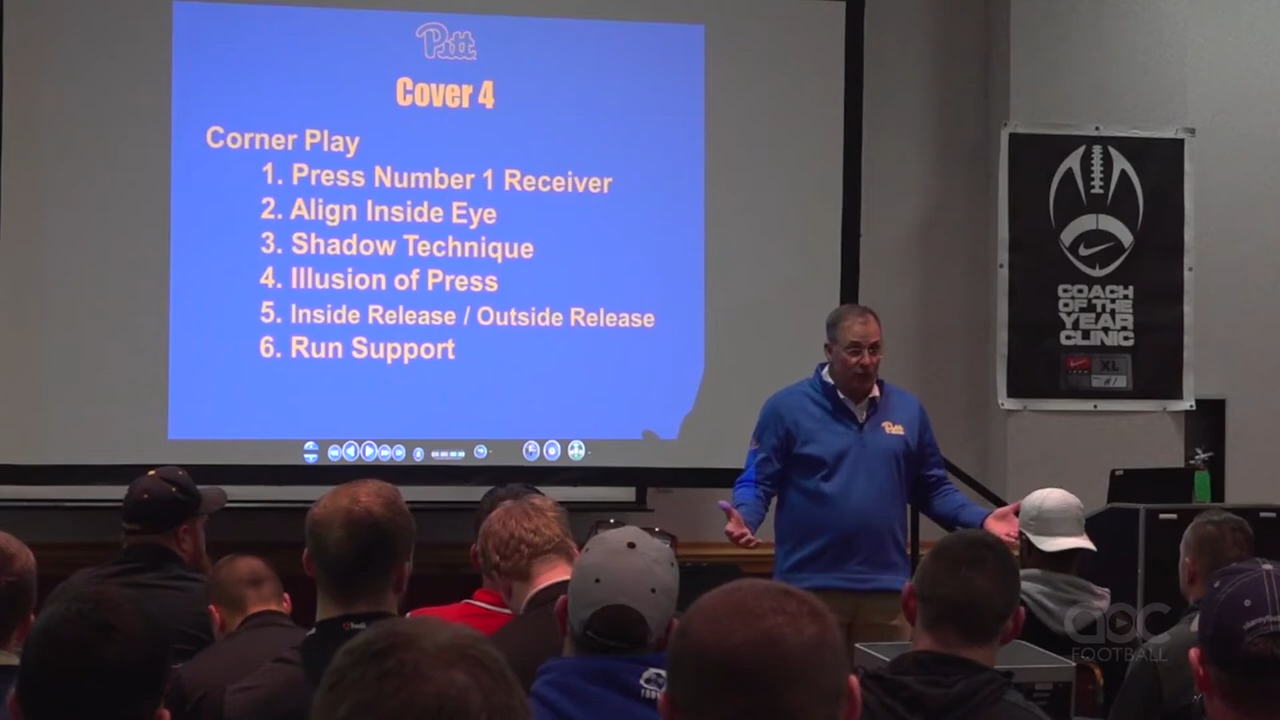 Pitt
Cover 4
Corner Play
1. Press Number 1 Receiver
2. Align Inside Eye
3. Shadow Technique
4. Illusion of Press
5. Inside Release / Outside Release
6. Run Support
COACH
OF THE
YEAR
CLINIC
XL
Pitt
AOC
FOOTBALL